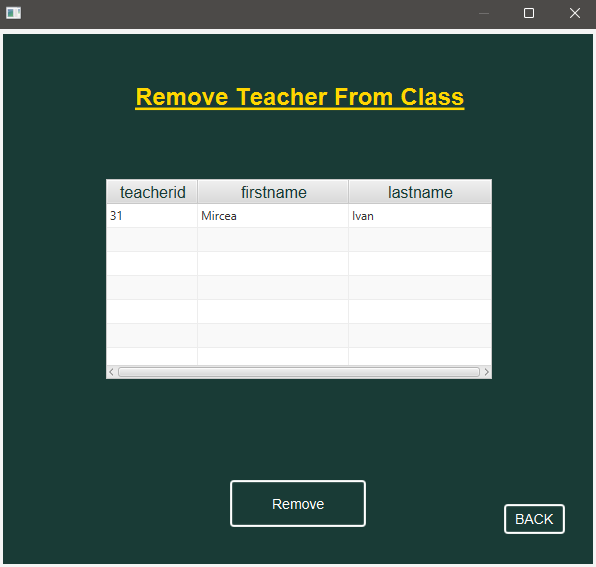 Remove Teacher From Class
teacherid firstname lastname
31 Mircea Ivan
Remove
BACK